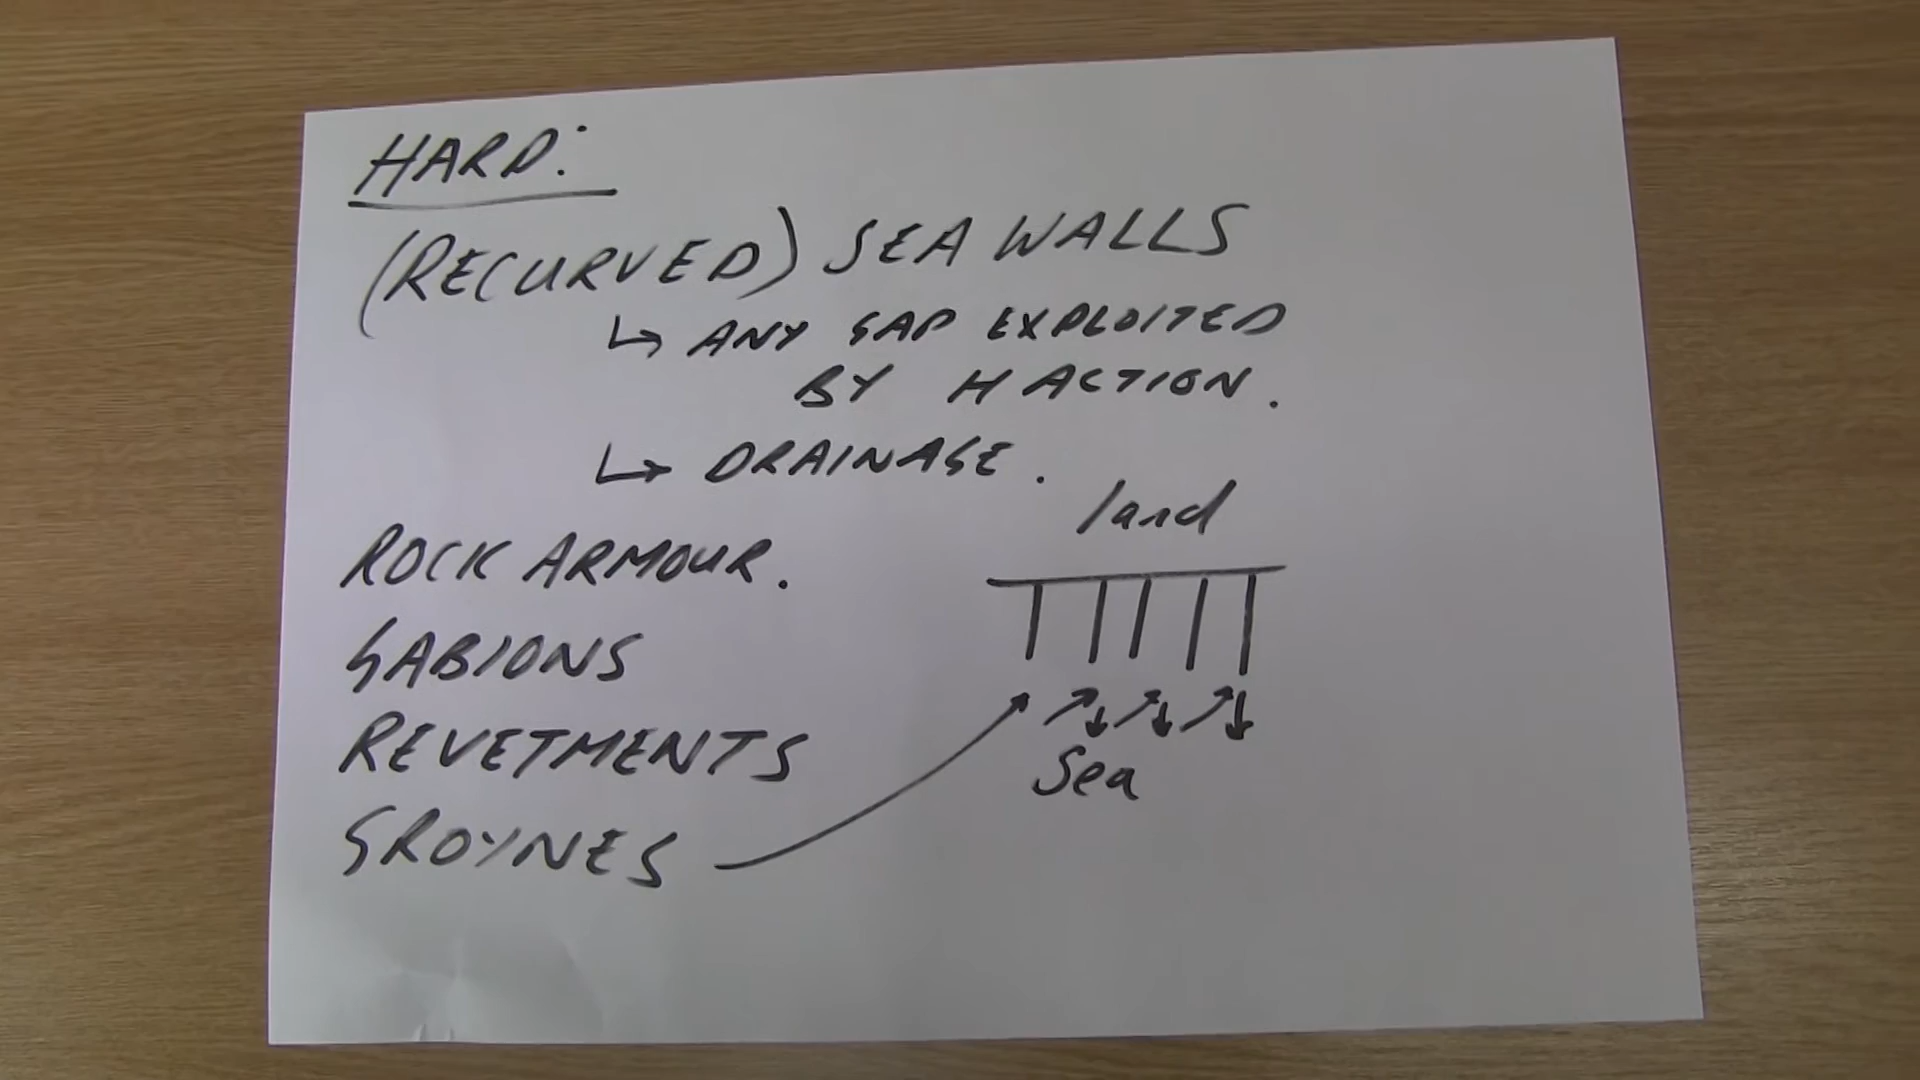 HARD:
(RECURVED) SEA WALLS
↳ ANY GAP EXPLOITED
BY H ACTION.
↳ DRAINAGE.
land
ROCK ARMOUR.
GABIONS
REVETMENTS
Sea
GROYNES